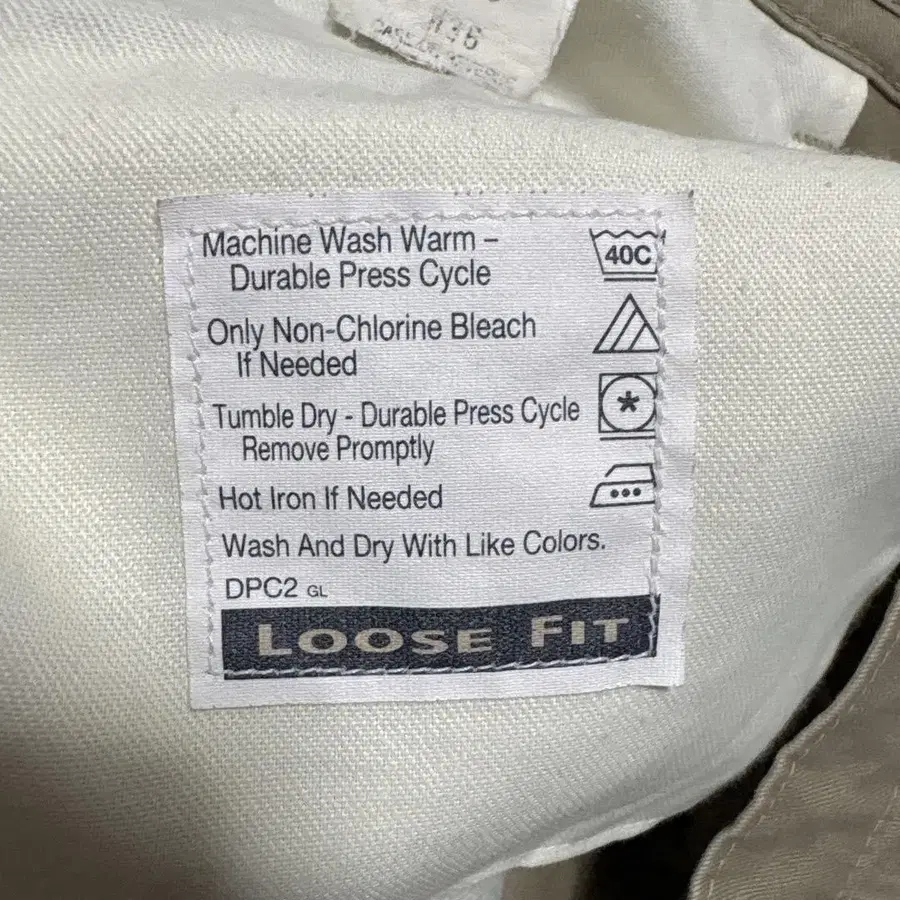 Machine Wash Warm –
Durable Press Cycle
40C
Only Non-Chlorine Bleach
If Needed
Tumble Dry - Durable Press Cycle
Remove Promptly
Hot Iron If Needed
Wash And Dry With Like Colors.
DPC2 GL
LOOSE FIT